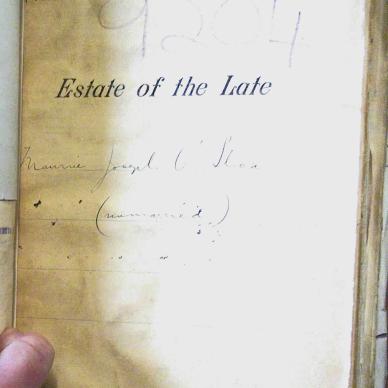 9204
Estate of the Late
Maurice Joseph O'Shea
(unmarried)